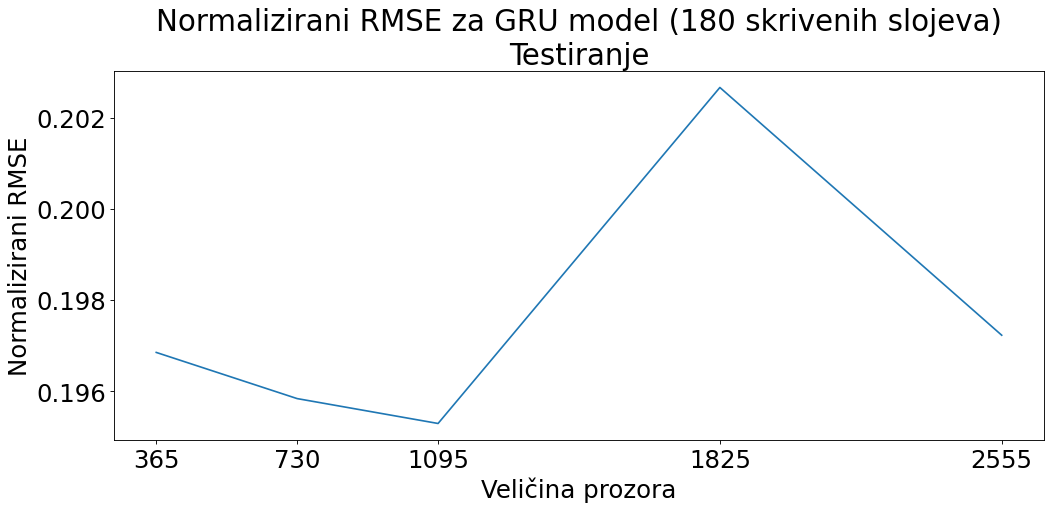 Normalizirani RMSE za GRU model (180 skrivenih slojeva)
Testiranje
Normalizirani RMSE
0.202
0.200
0.198
0.196
365 730 1095 1825 2555
Veličina prozora